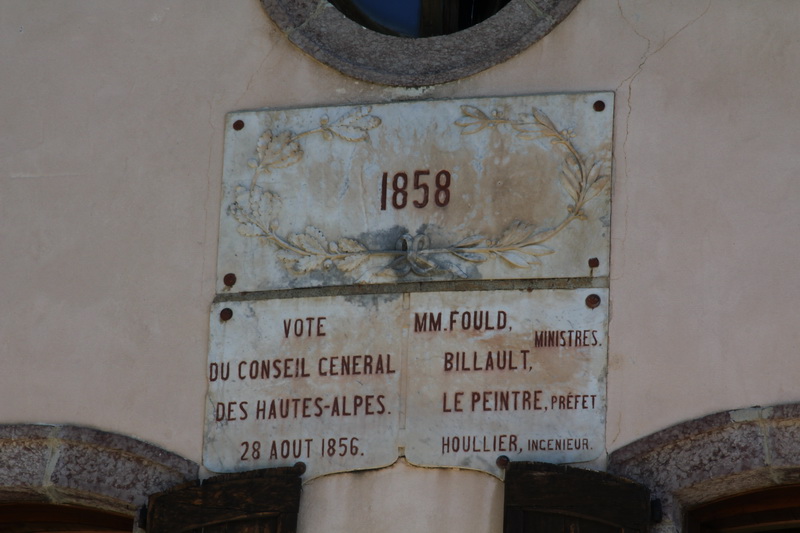 1858
VOTE
DU CONSEIL GENERAL
DES HAUTES-ALPES.
28 AOUT 1856.
MM. FOULD,
MINISTRES.
BILLAULT,
LE PEINTRE, PRÉFET
HOULLIER, INGENIEUR.